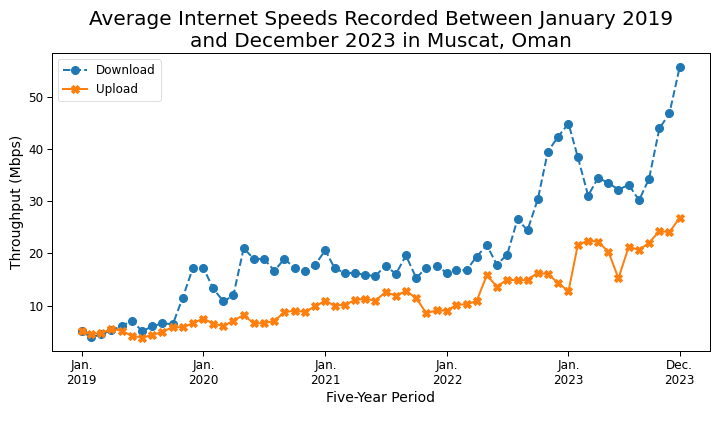 Average Internet Speeds Recorded Between January 2019
and December 2023 in Muscat, Oman
Download
Upload
Throughput (Mbps)
50
40
30
20
10
Jan.
2019
Jan.
2020
Jan.
2021
Jan.
2022
Jan.
2023
Dec.
2023
Five-Year Period